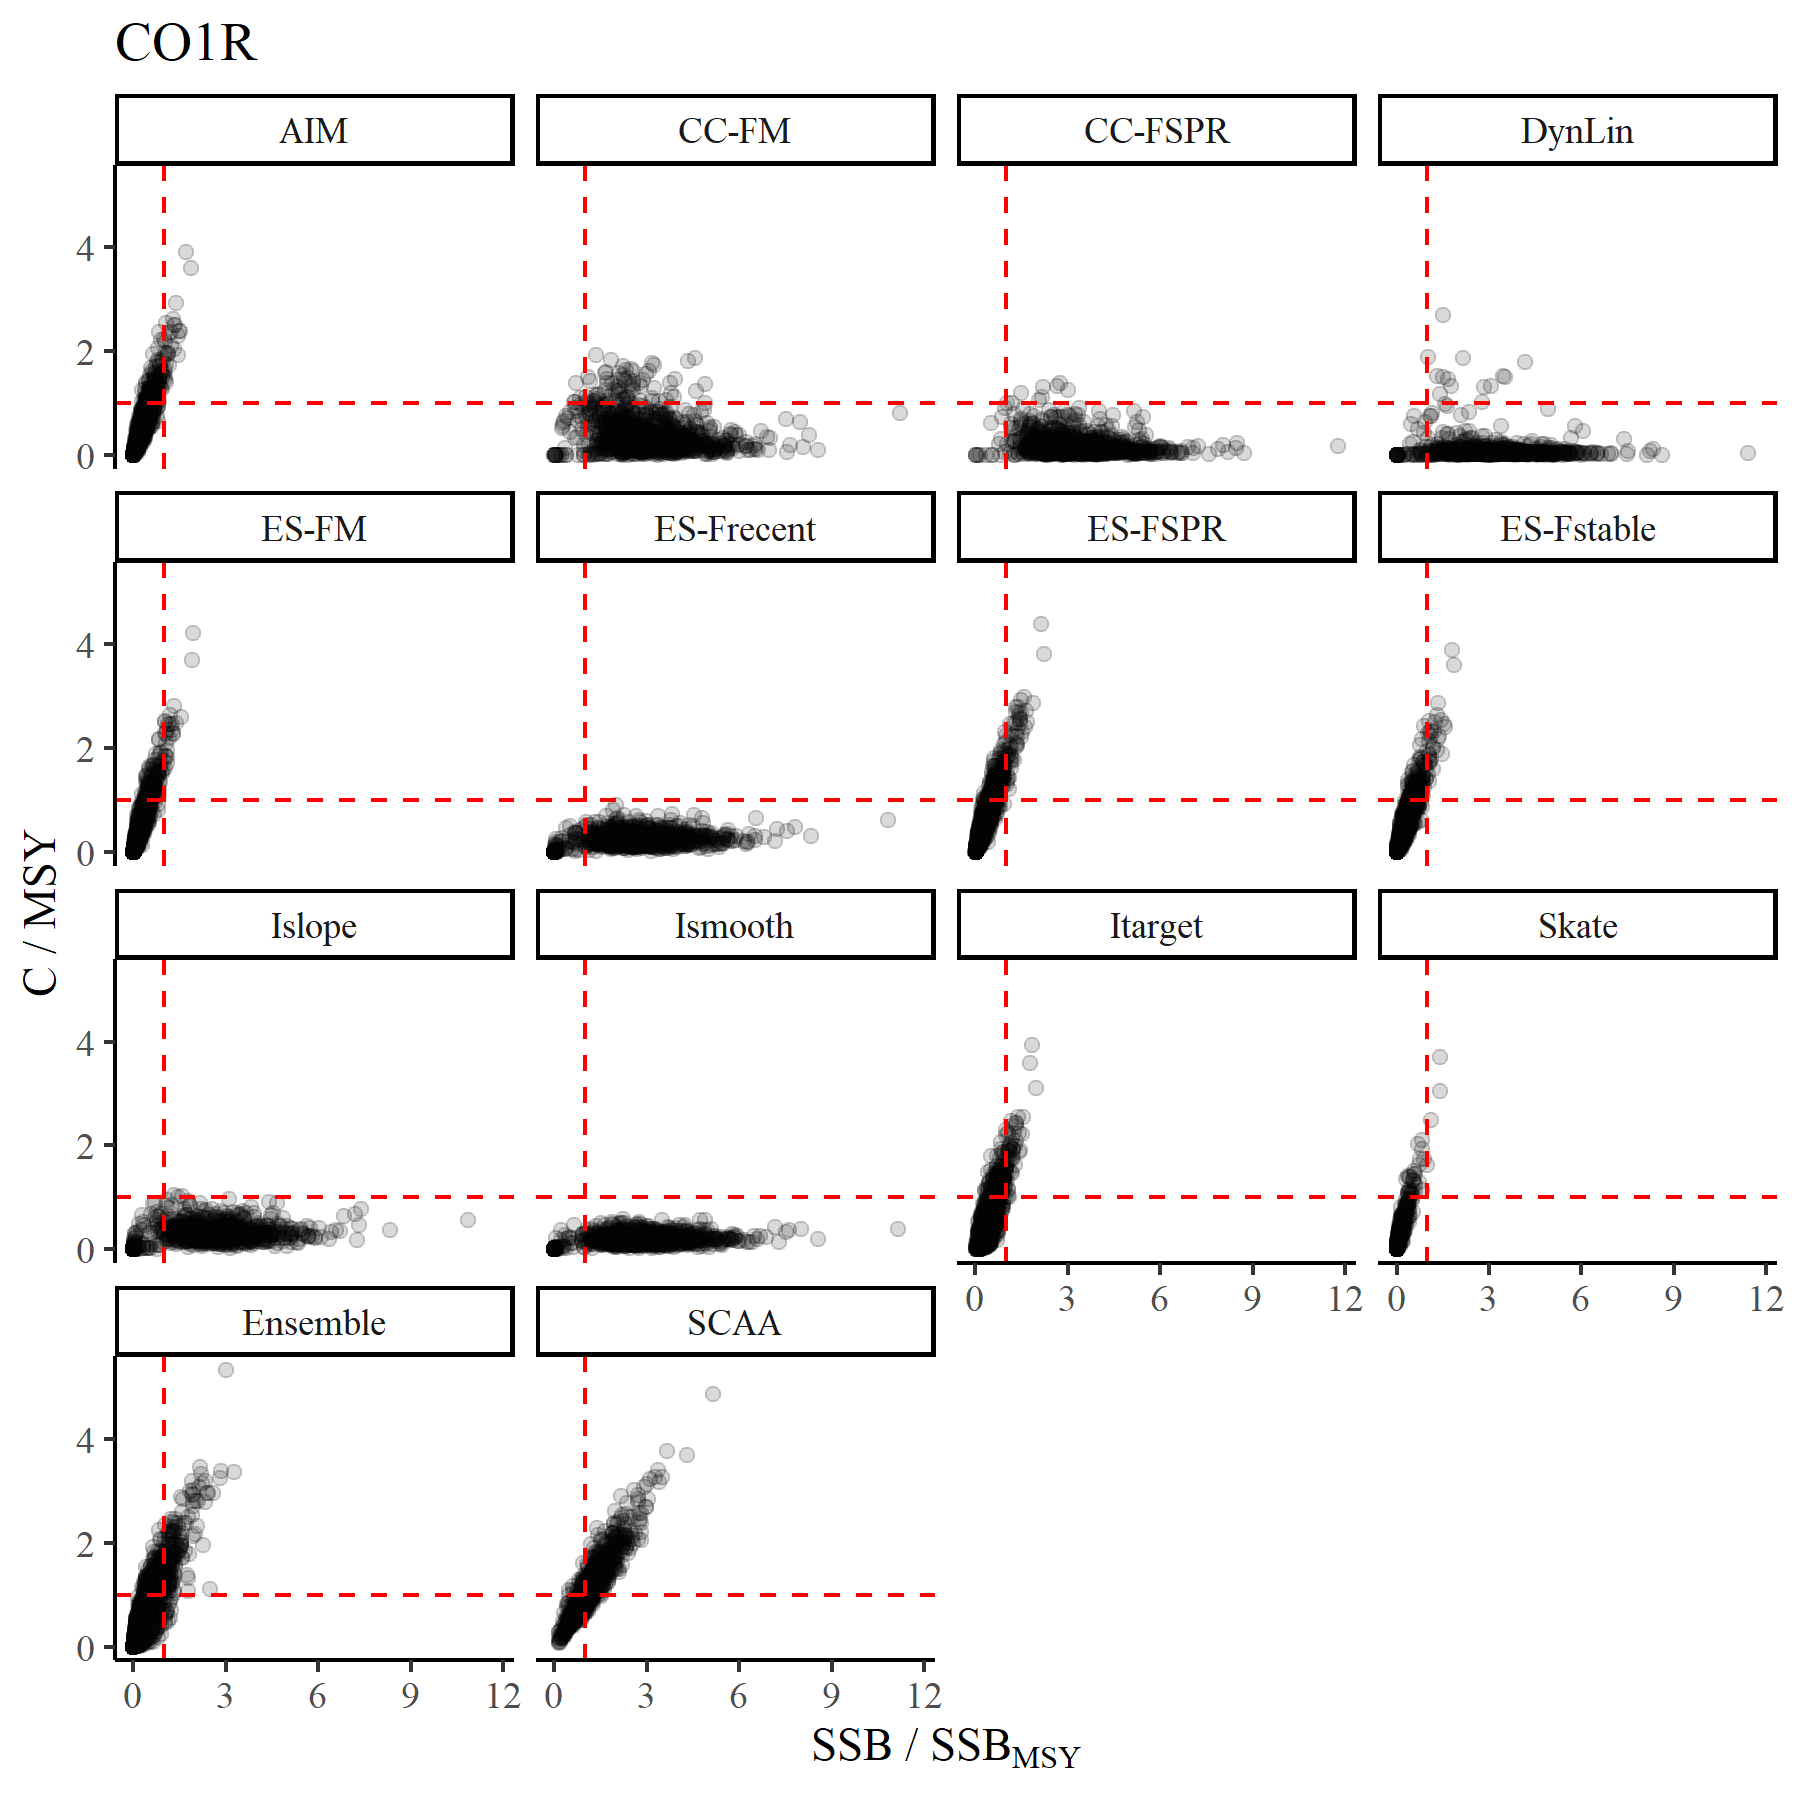 CO1R
AIM CC-FM CC-FSPR DynLin
4
2
0
ES-FM ES-Frecent ES-FSPR ES-Fstable
4
2
0
C / MSY
Islope Ismooth Itarget Skate
4
2
0
0 3 6 9 12 0 3 6 9 12
Ensemble SCAA
4
2
0
0 3 6 9 12 0 3 6 9 12
SSB / SSB_MSY